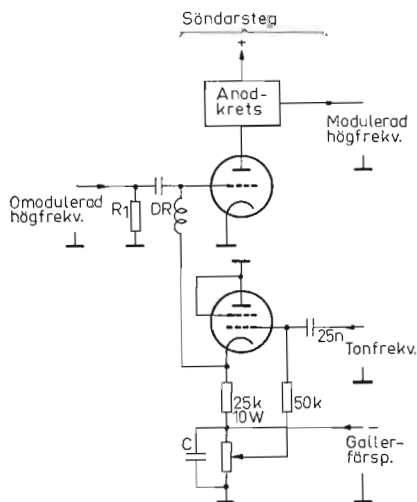 Söndarsteg
+
Anod-
krets
Modulerad
högfrekv.
Omodulerad
högfrekv.
R1
DR
25n
Tonfrekv.
25k
10W
50k
C
−
Galler-
försp.